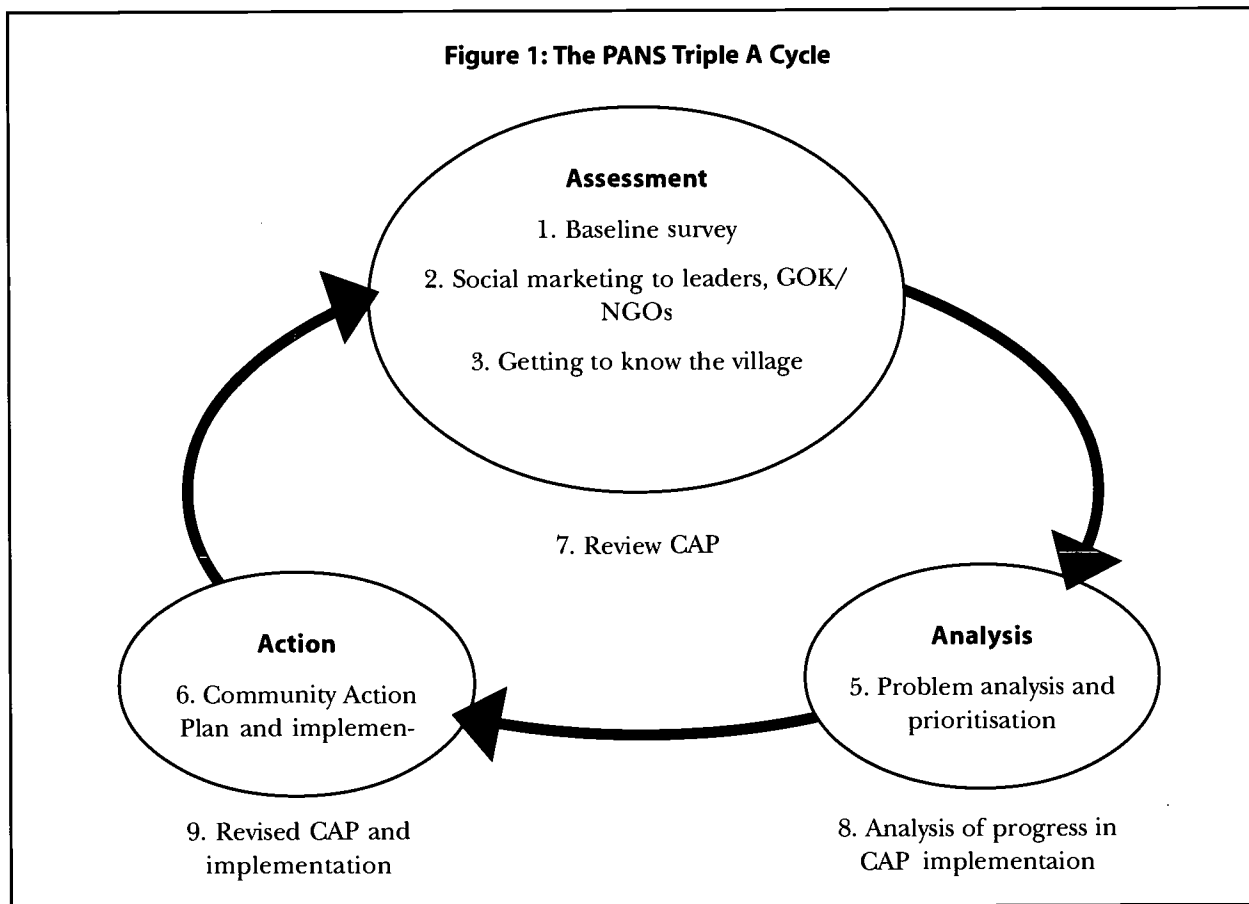 Figure 1: The PANS Triple A Cycle
Assessment
1. Baseline survey
2. Social marketing to leaders, GOK/
NGOs
3. Getting to know the village
7. Review CAP
Action
6. Community Action
Plan and implemen-
Analysis
5. Problem analysis and
prioritisation
9. Revised CAP and
implementation
8. Analysis of progress in
CAP implementaion